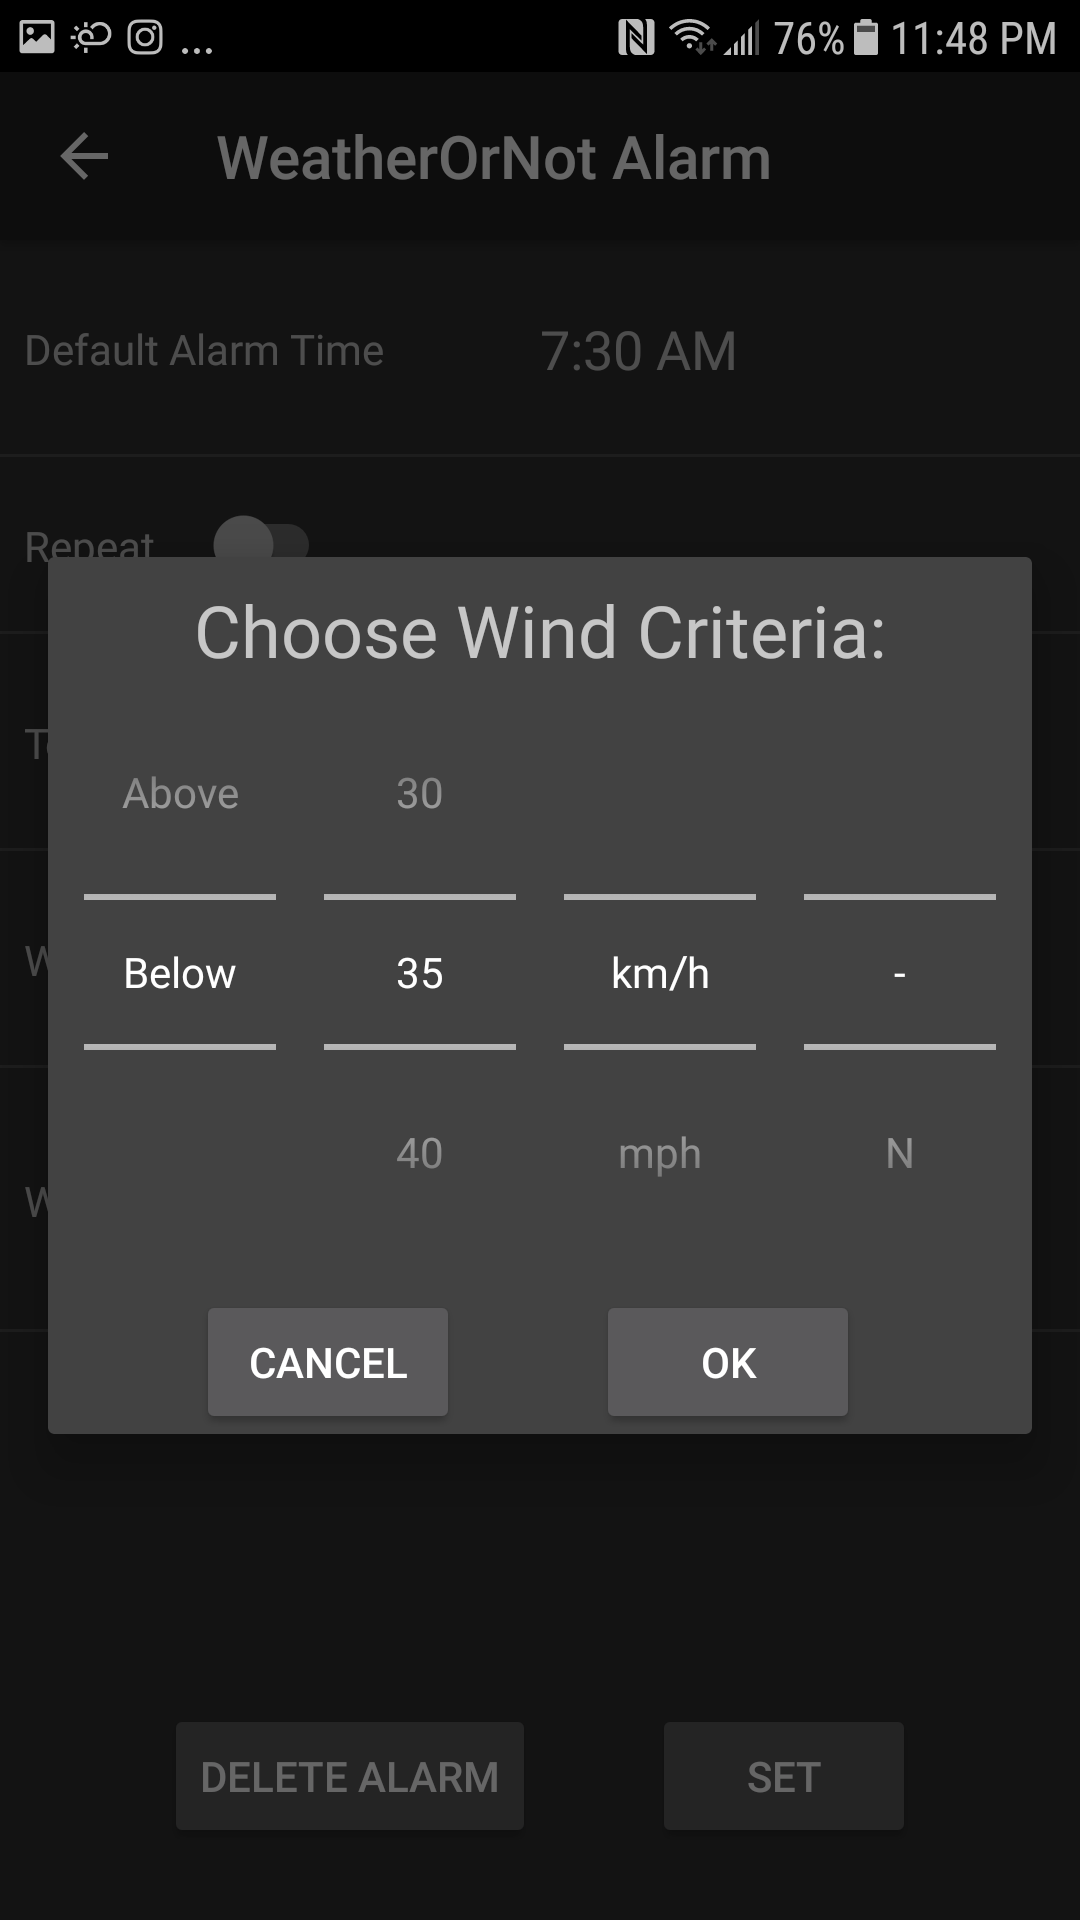 ... 76% 11:48 PM
WeatherOrNot Alarm
Default Alarm Time 7:30 AM
Repeat
Choose Wind Criteria:
Above 30
Below 35 km/h -
40 mph N
CANCEL OK
DELETE ALARM SET